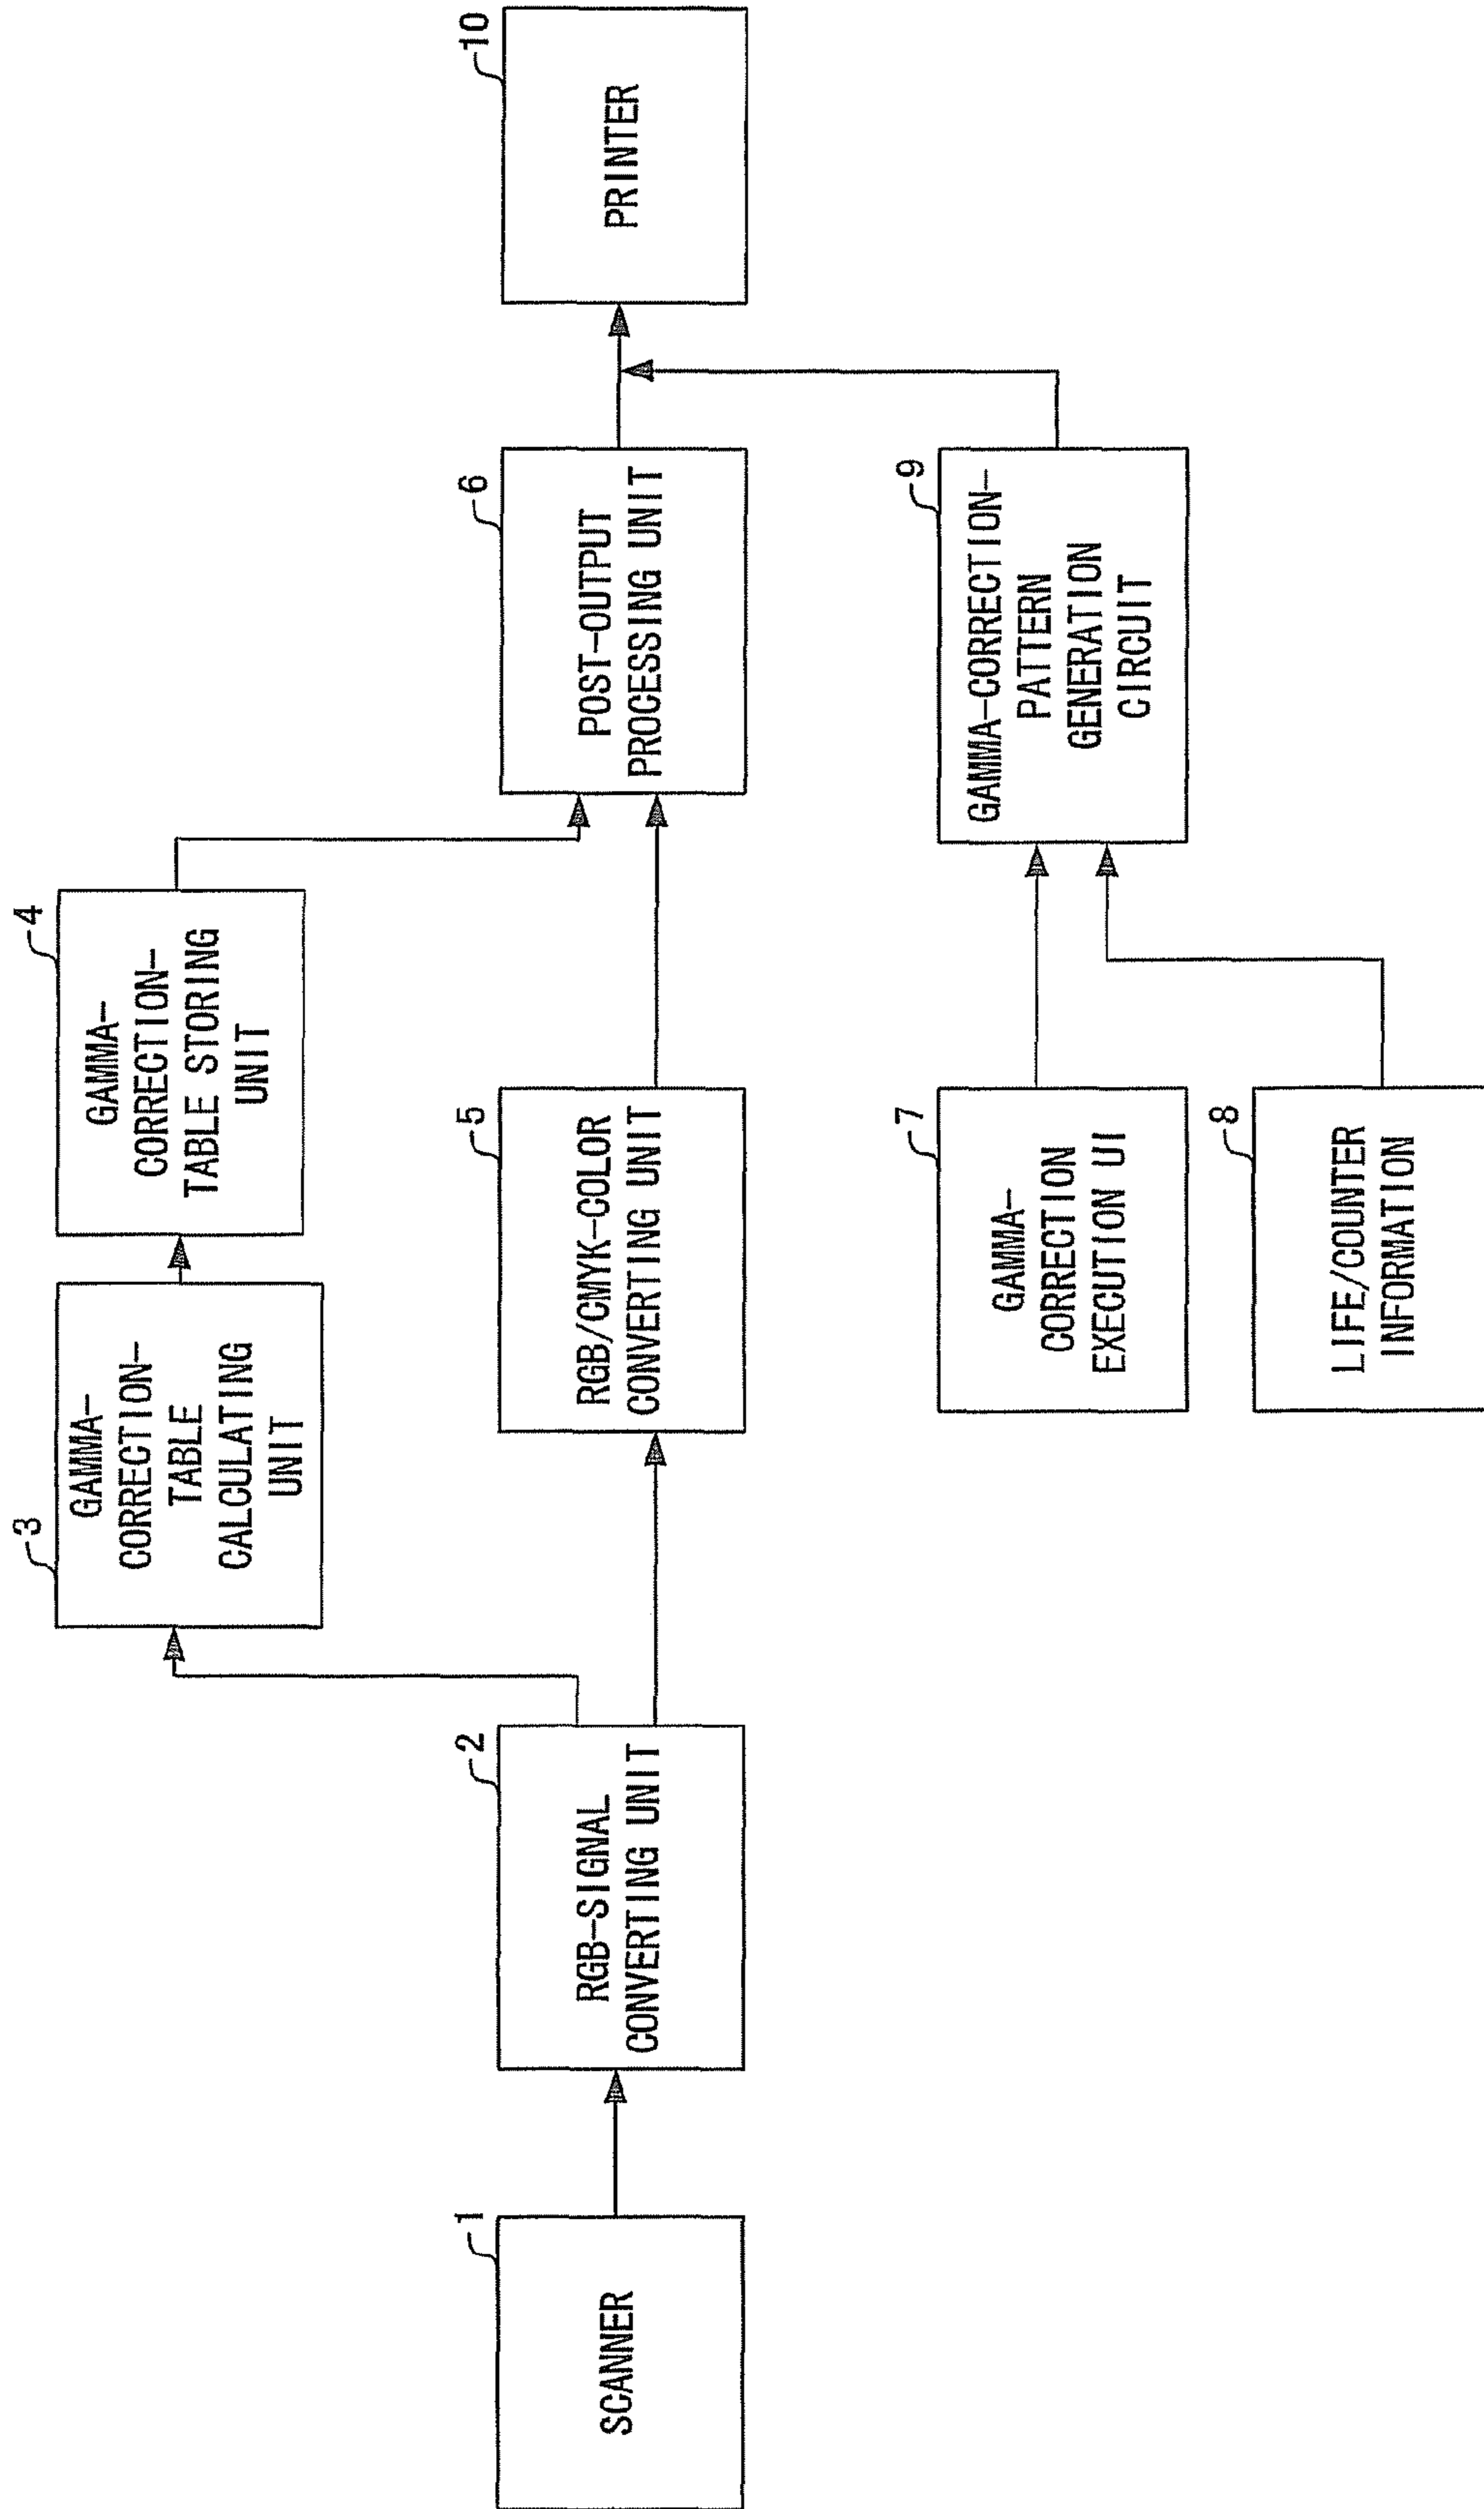 1
SCANNER
2
RGB-SIGNAL
CONVERTING UNIT
3
GAMMA-
CORRECTION-
TABLE
CALCULATING
UNIT
4
GAMMA-
CORRECTION-
TABLE STORING
UNIT
5
RGB/CMYK-COLOR
CONVERTING UNIT
6
POST-OUTPUT
PROCESSING UNIT
7
GAMMA-
CORRECTION
EXECUTION UI
8
LIFE/COUNTER
INFORMATION
9
GAMMA-CORRECTION-
PATTERN
GENERATION
CIRCUIT
10
PRINTER